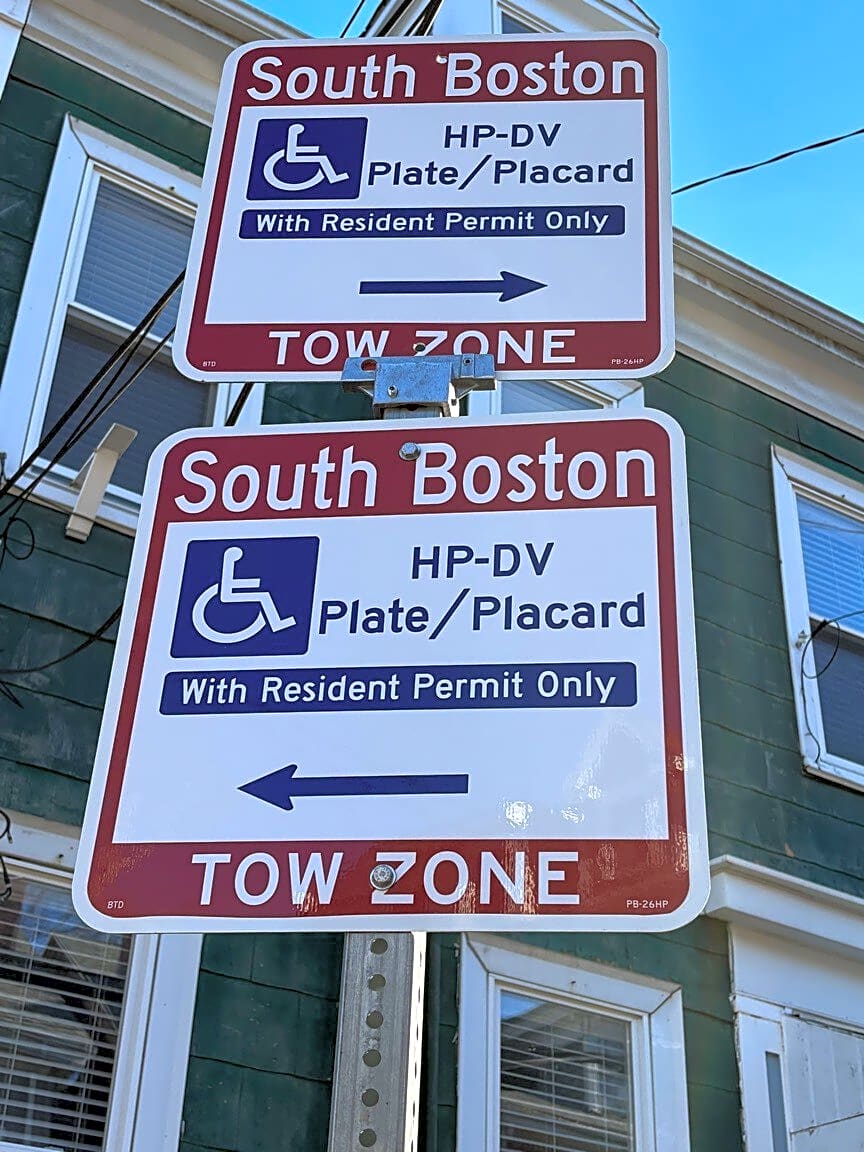 South Boston
HP-DV
Plate/Placard
With Resident Permit Only
TOW ZONE
BTD
PB-26HP
South Boston
HP-DV
Plate/Placard
With Resident Permit Only
TOW ZONE
BTD
PB-26HP